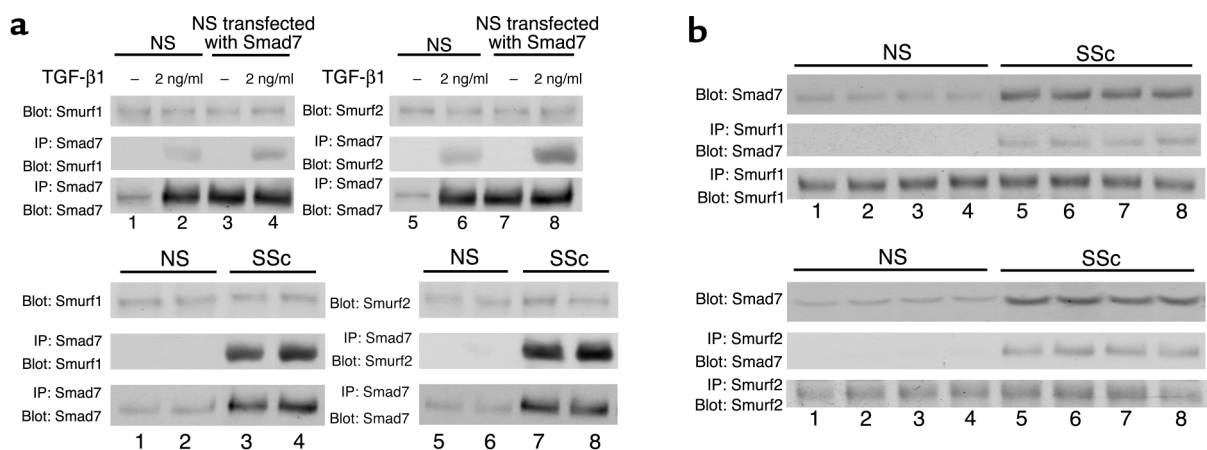 a
NS
NS transfected
with Smad7
TGF-β1
–
2 ng/ml
–
2 ng/ml
Blot: Smurf1
IP: Smad7
Blot: Smurf1
IP: Smad7
Blot: Smad7
1 2 3 4
NS
NS transfected
with Smad7
TGF-β1
–
2 ng/ml
–
2 ng/ml
Blot: Smurf2
IP: Smad7
Blot: Smurf2
IP: Smad7
Blot: Smad7
5 6 7 8
NS SSc
Blot: Smurf1
IP: Smad7
Blot: Smurf1
IP: Smad7
Blot: Smad7
1 2 3 4
NS SSc
Blot: Smurf2
IP: Smad7
Blot: Smurf2
IP: Smad7
Blot: Smad7
5 6 7 8
b
NS SSc
Blot: Smad7
IP: Smurf1
Blot: Smad7
IP: Smurf1
Blot: Smurf1
1 2 3 4 5 6 7 8
NS SSc
Blot: Smad7
IP: Smurf2
Blot: Smad7
IP: Smurf2
Blot: Smurf2
1 2 3 4 5 6 7 8